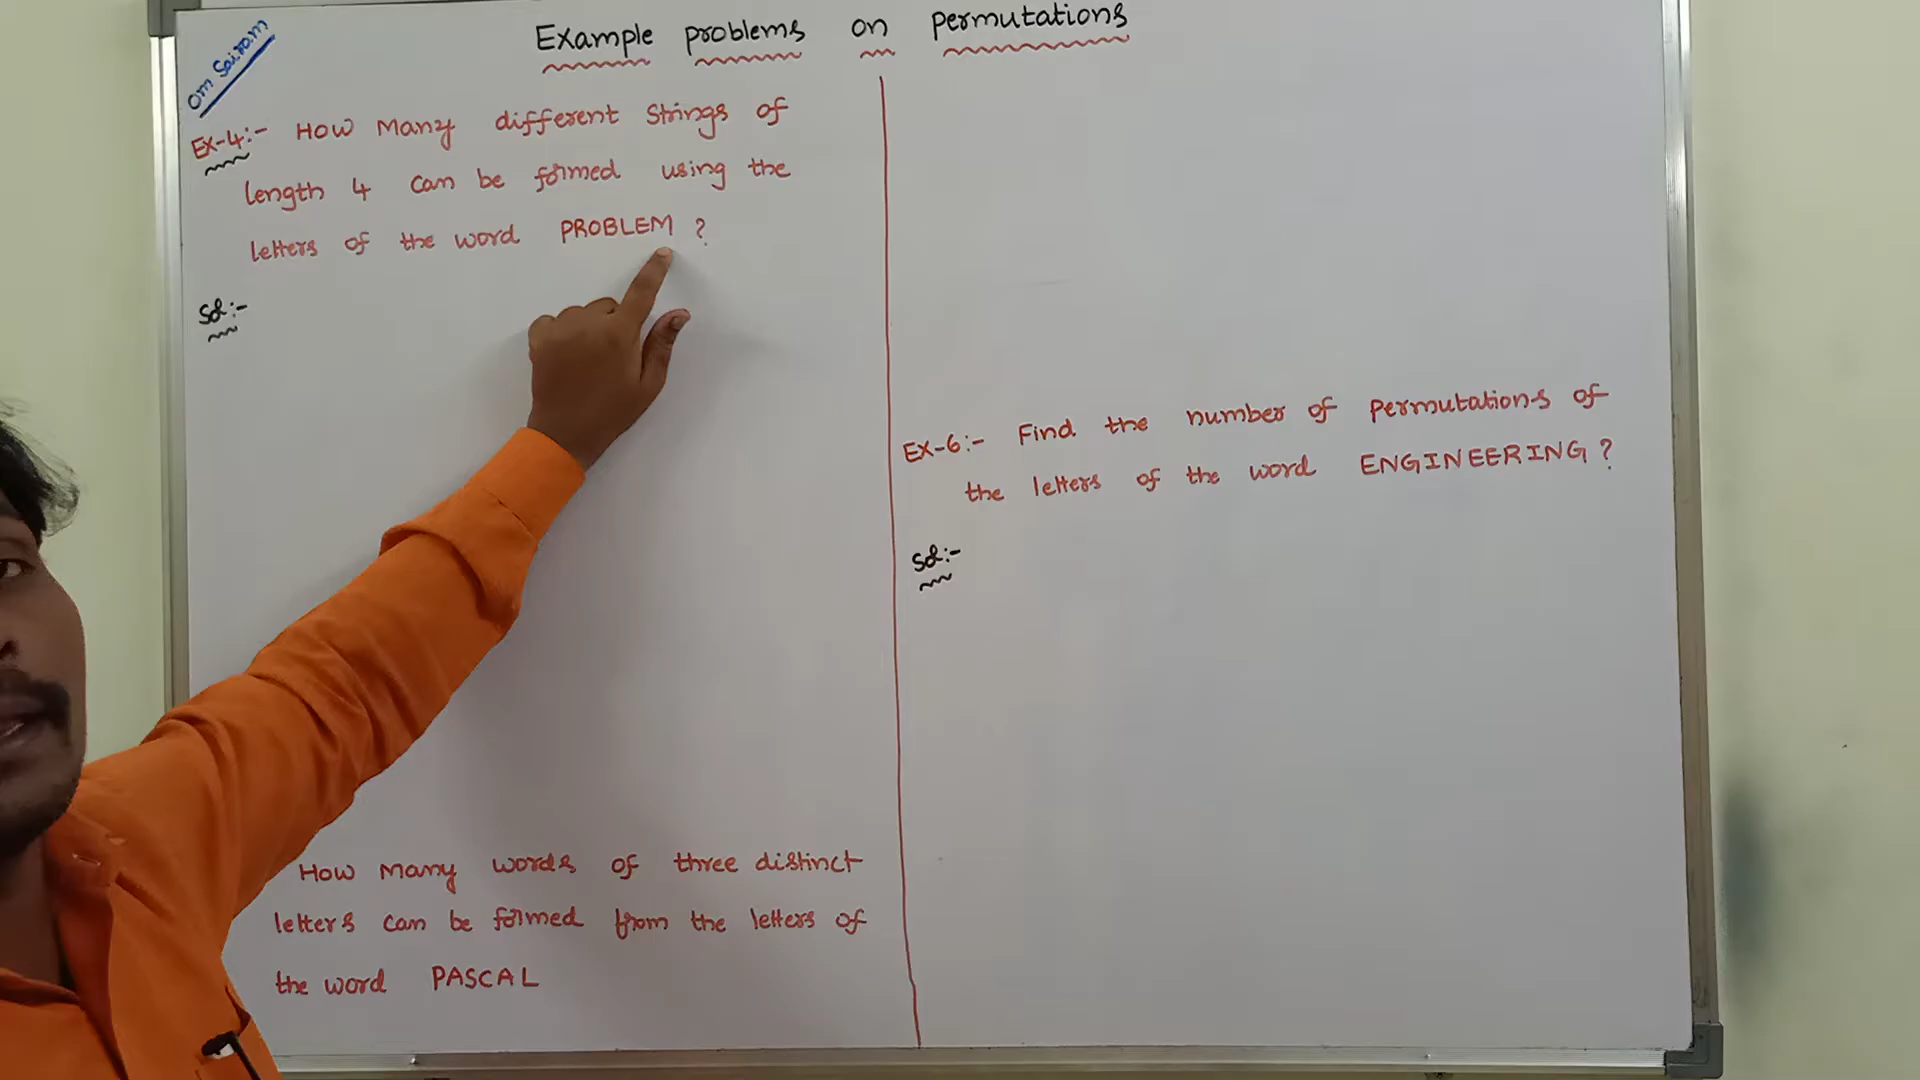 Om Sairam
Example problems on permutations
Ex-4:- How Many different Strings of
length 4 can be formed using the
letters of the word PROBLEM ?
Sol:-
How many words of three distinct
letters can be formed from the letters of
the word PASCAL
Ex-6:- Find the number of permutations of
the letters of the word ENGINEERING ?
Sol:-